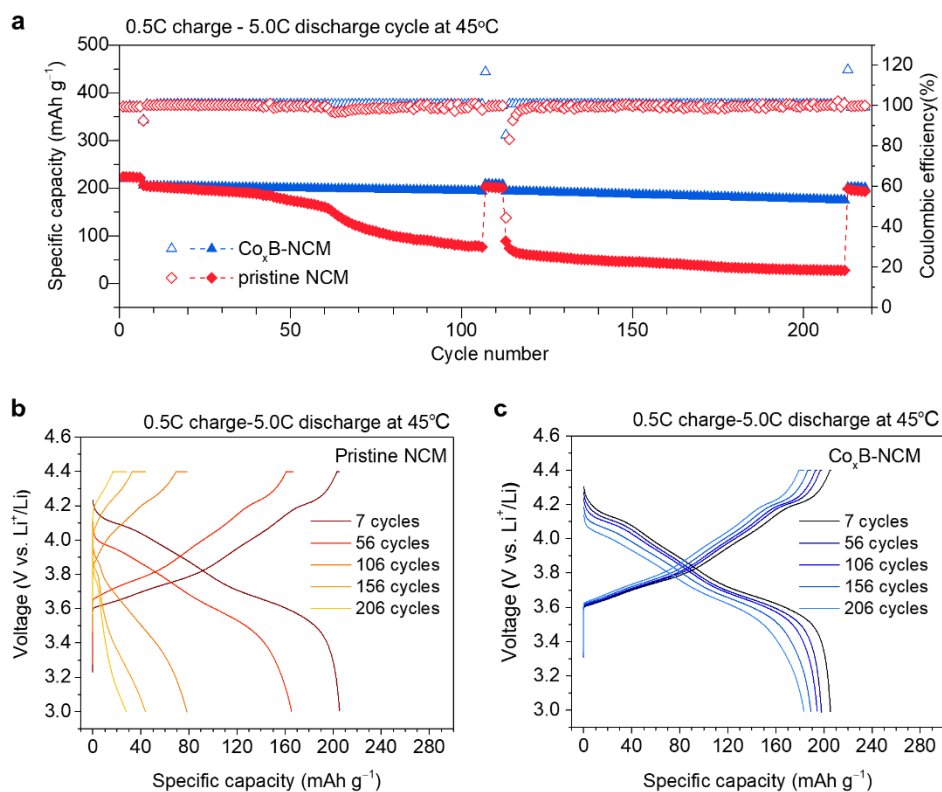 a
0.5C charge - 5.0C discharge cycle at 45°C
Specific capacity (mAh g⁻¹)
500
400
300
200
100
0
Coulombic efficiency(%)
120
100
80
60
40
20
0
CoₓB-NCM
pristine NCM
0 50 100 150 200
Cycle number
b
0.5C charge-5.0C discharge at 45℃
Voltage (V vs. Li⁺/Li)
4.6
4.4
4.2
4.0
3.8
3.6
3.4
3.2
3.0
Pristine NCM
7 cycles
56 cycles
106 cycles
156 cycles
206 cycles
0 40 80 120 160 200 240 280
Specific capacity (mAh g⁻¹)
c
0.5C charge-5.0C discharge at 45℃
Voltage (V vs. Li⁺/Li)
4.6
4.2
3.8
3.4
3.0
CoₓB-NCM
7 cycles
56 cycles
106 cycles
156 cycles
206 cycles
0 40 80 120 160 200 240 280
Specific capacity (mAh g⁻¹)